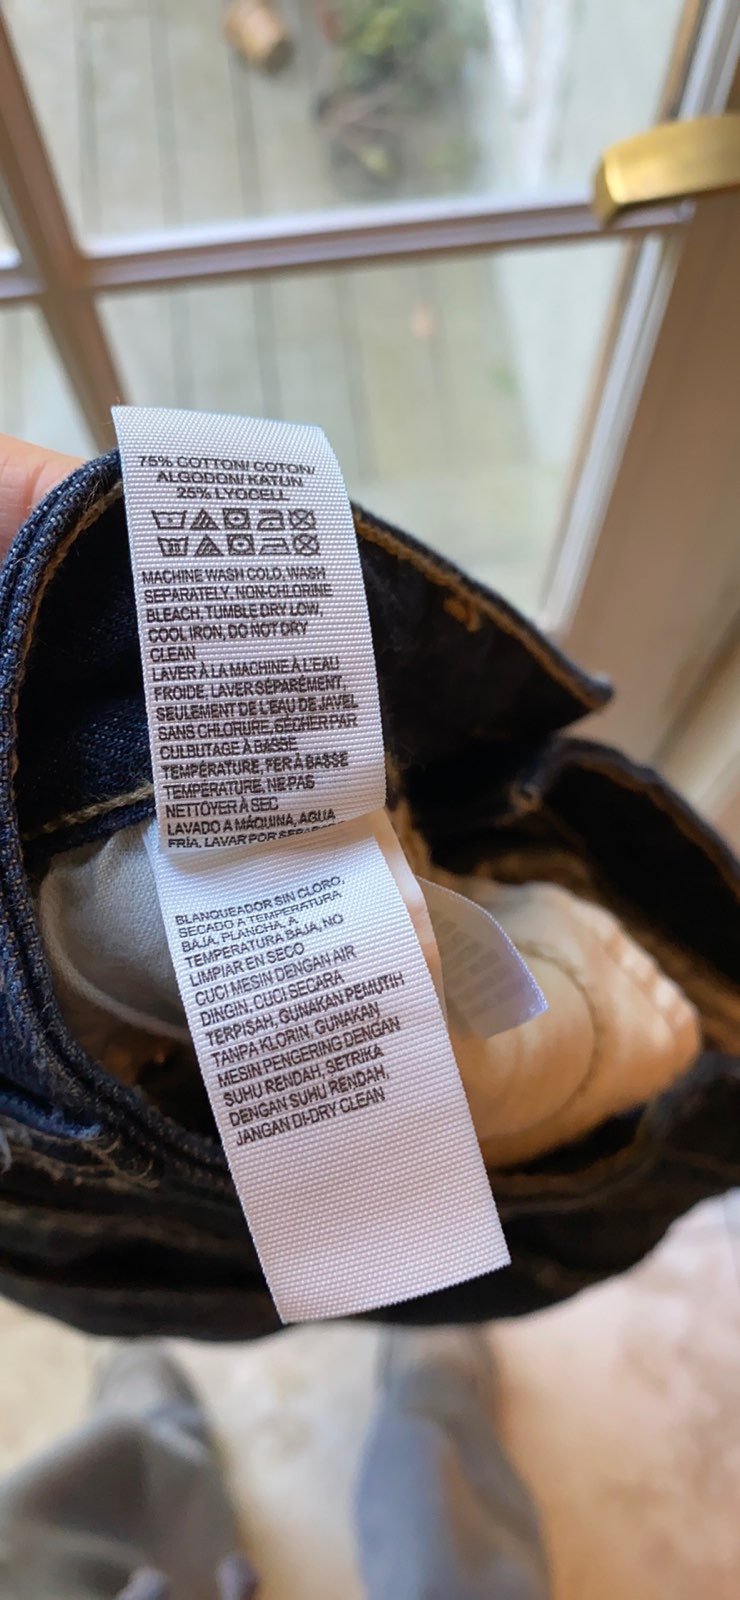 75% COTTON/ COTON/
ALGODON/ KATUN
25% LYOCELL
MACHINE WASH COLD, WASH
SEPARATELY, NON-CHLORINE
BLEACH, TUMBLE DRY LOW,
COOL IRON, DO NOT DRY
CLEAN
LAVER À LA MACHINE À L'EAU
FROIDE, LAVER SÉPARÉMENT,
SEULEMENT DE L'EAU DE JAVEL
SANS CHLORURE, SÉCHER PAR
CULBUTAGE À BASSE
TEMPÉRATURE, FER À BASSE
TEMPÉRATURE, NE PAS
NETTOYER À SEC
LAVADO A MÁQUINA, AGUA
FRÍA, LAVAR POR SEPARADO,
BLANQUEADOR SIN CLORO,
SECADO A TEMPERATURA
BAJA, PLANCHA, A
TEMPERATURA BAJA, NO
LIMPIAR EN SECO
CUCI MESIN DENGAN AIR
DINGIN, CUCI SECARA
TERPISAH, GUNAKAN PEMUTIH
TANPA KLORIN, GUNAKAN
MESIN PENGERING DENGAN
SUHU RENDAH, SETRIKA
DENGAN SUHU RENDAH,
JANGAN DI-DRY CLEAN